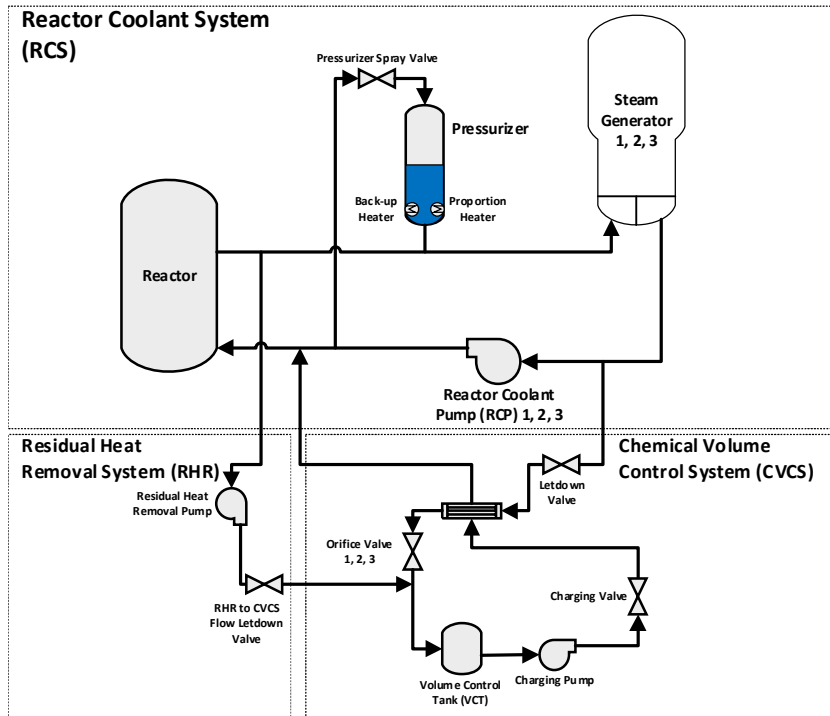 Reactor Coolant System
(RCS)
Pressurizer Spray Valve
Pressurizer
Steam
Generator
1, 2, 3
Back-up
Heater
Proportion
Heater
Reactor
Reactor Coolant
Pump (RCP) 1, 2, 3
Residual Heat
Removal System (RHR)
Chemical Volume
Control System (CVCS)
Letdown
Valve
Residual Heat
Removal Pump
Orifice Valve
1, 2, 3
RHR to CVCS
Flow Letdown
Valve
Charging Valve
Volume Control
Tank (VCT)
Charging Pump